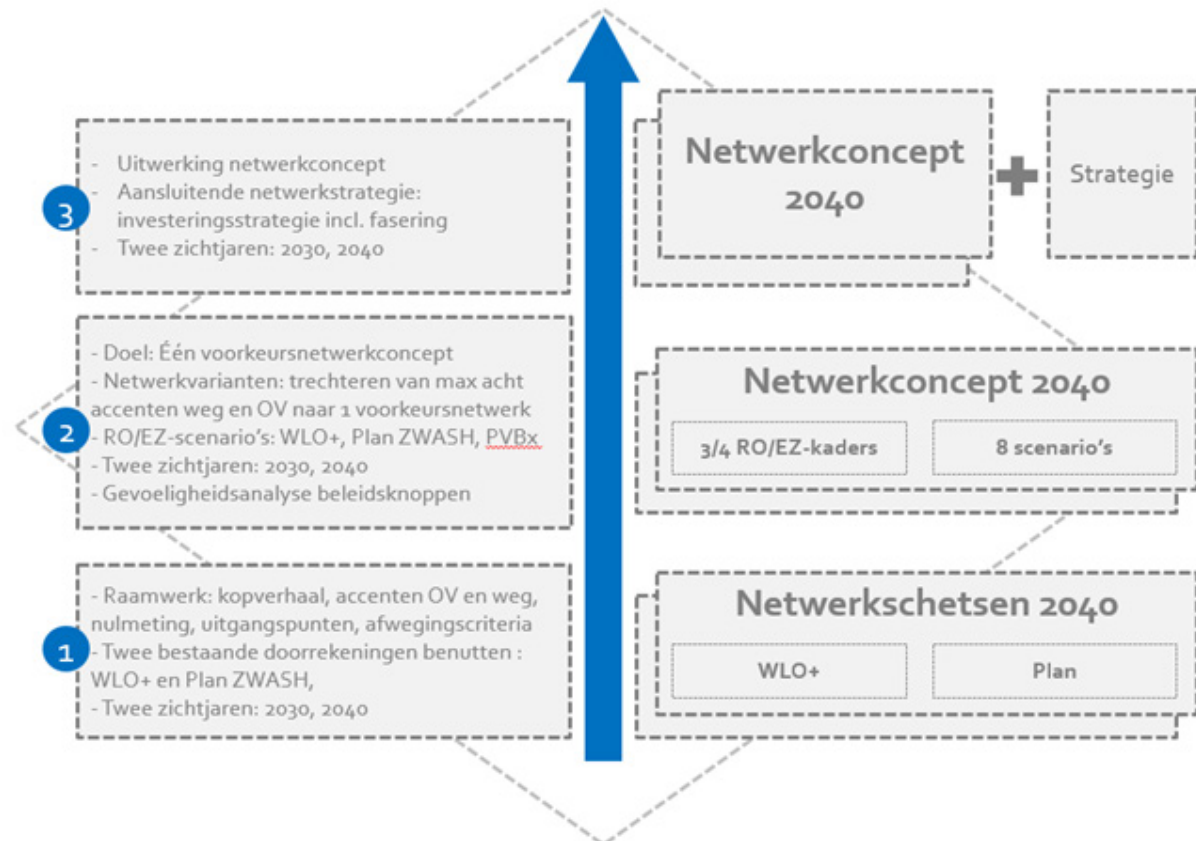 - Uitwerking netwerkconcept
- Aansluitende netwerkstrategie:
investeringsstrategie incl. fasering
- Twee zichtjaren: 2030, 2040
3
Netwerkconcept
2040
Strategie
- Doel: Één voorkeursnetwerkconcept
- Netwerkvarianten: trechteren van max acht
accenten weg en OV naar 1 voorkeursnetwerk
- RO/EZ-scenario's: WLO+, Plan ZWASH, PVBx
- Twee zichtjaren: 2030, 2040
- Gevoeligheidsanalyse beleidsknoppen
2
Netwerkconcept 2040
3/4 RO/EZ-kaders
8 scenario's
- Raamwerk: kopverhaal, accenten OV en weg,
nulmeting, uitgangspunten, afwegingscriteria
- Twee bestaande doorrekeningen benutten :
WLO+ en Plan ZWASH,
- Twee zichtjaren: 2030, 2040
1
Netwerkschetsen 2040
WLO+
Plan